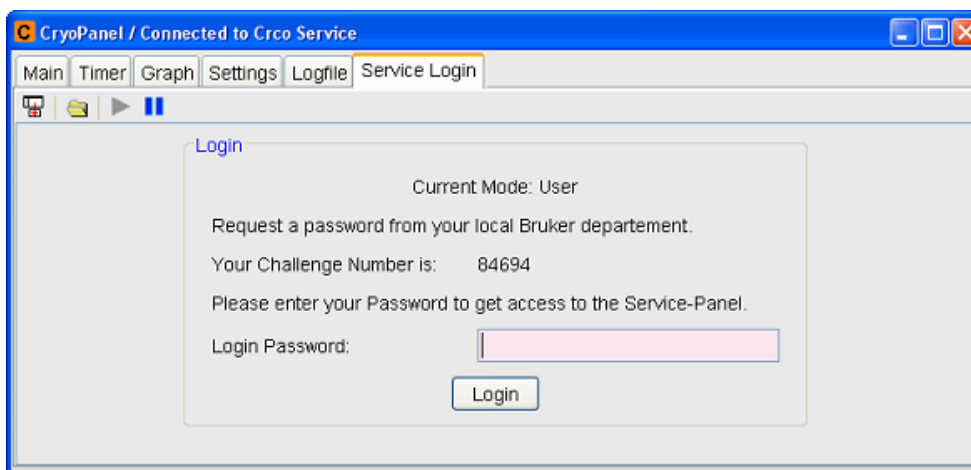 C CryoPanel / Connected to Crco Service
Main Timer Graph Settings Logfile Service Login
Login
Current Mode: User
Request a password from your local Bruker departement.
Your Challenge Number is: 84694
Please enter your Password to get access to the Service-Panel.
Login Password:
Login